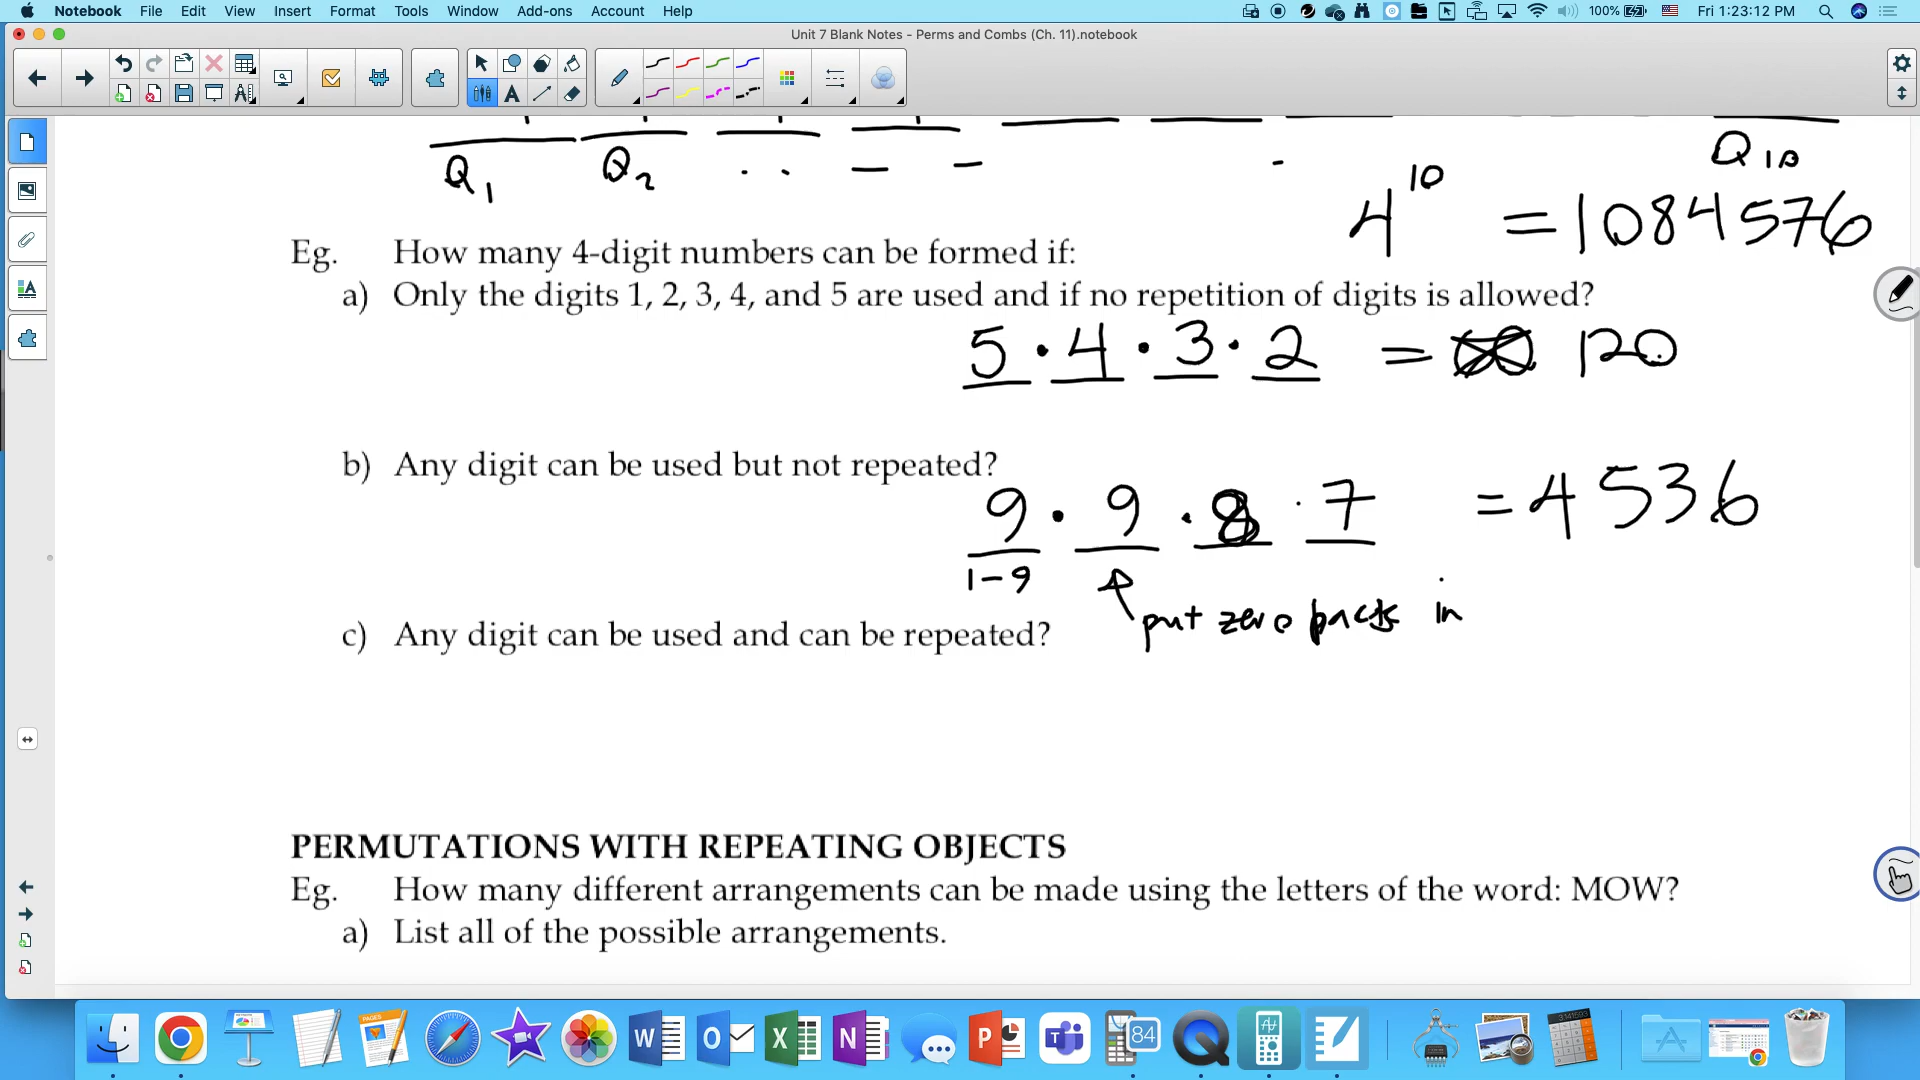 Notebook File Edit View Insert Format Tools Window Add-ons Account Help 100% Fri 1:23:12 PM
Unit 7 Blank Notes - Perms and Combs (Ch. 11).notebook
Q1 Q2 .. – – . Q10
4^10 = 1084576
Eg. How many 4-digit numbers can be formed if:
a) Only the digits 1, 2, 3, 4, and 5 are used and if no repetition of digits is allowed?
5 · 4 · 3 · 2 = 120
b) Any digit can be used but not repeated?
9 · 9 · 8 · 7 = 4536
1-9
put zero back in
c) Any digit can be used and can be repeated?
PERMUTATIONS WITH REPEATING OBJECTS
Eg. How many different arrangements can be made using the letters of the word: MOW?
a) List all of the possible arrangements.